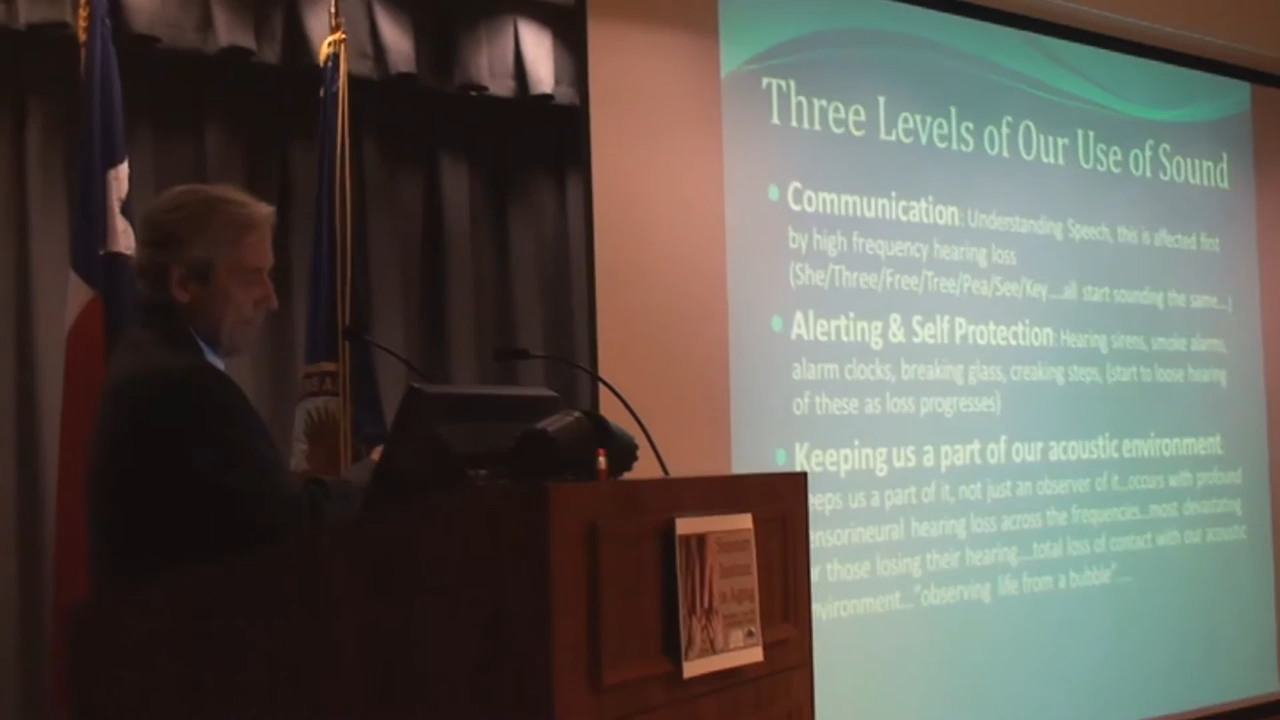 Three Levels of Our Use of Sound
Communication: Understanding Speech, this is affected first
by high frequency hearing loss
(She/Three/Free/Tree/Pea/See/Key....all start sounding the same...)
Alerting & Self Protection: Hearing sirens, smoke alarms,
alarm clocks, breaking glass, creaking steps, (start to loose hearing
of these as loss progresses)
Keeping us a part of our acoustic environment
eeps us a part of it, not just an observer of it...occurs with profound
ensorineural hearing loss across the frequencies...most devastating
r those losing their hearing....total loss of contact with our acoustic
nvironment..."observing life from a bubble"....
in Aging